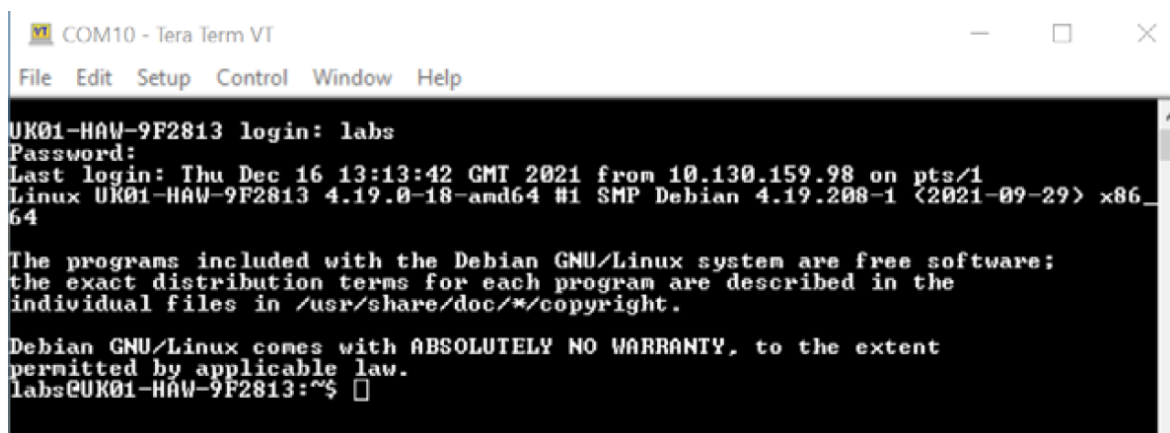 COM10 - Tera Term VT
File Edit Setup Control Window Help
UK01-HAW-9F2813 login: labs
Password:
Last login: Thu Dec 16 13:13:42 GMT 2021 from 10.130.159.98 on pts/1
Linux UK01-HAW-9F2813 4.19.0-18-amd64 #1 SMP Debian 4.19.208-1 (2021-09-29) x86_
64
The programs included with the Debian GNU/Linux system are free software;
the exact distribution terms for each program are described in the
individual files in /usr/share/doc/*/copyright.
Debian GNU/Linux comes with ABSOLUTELY NO WARRANTY, to the extent
permitted by applicable law.
labs@UK01-HAW-9F2813:~$